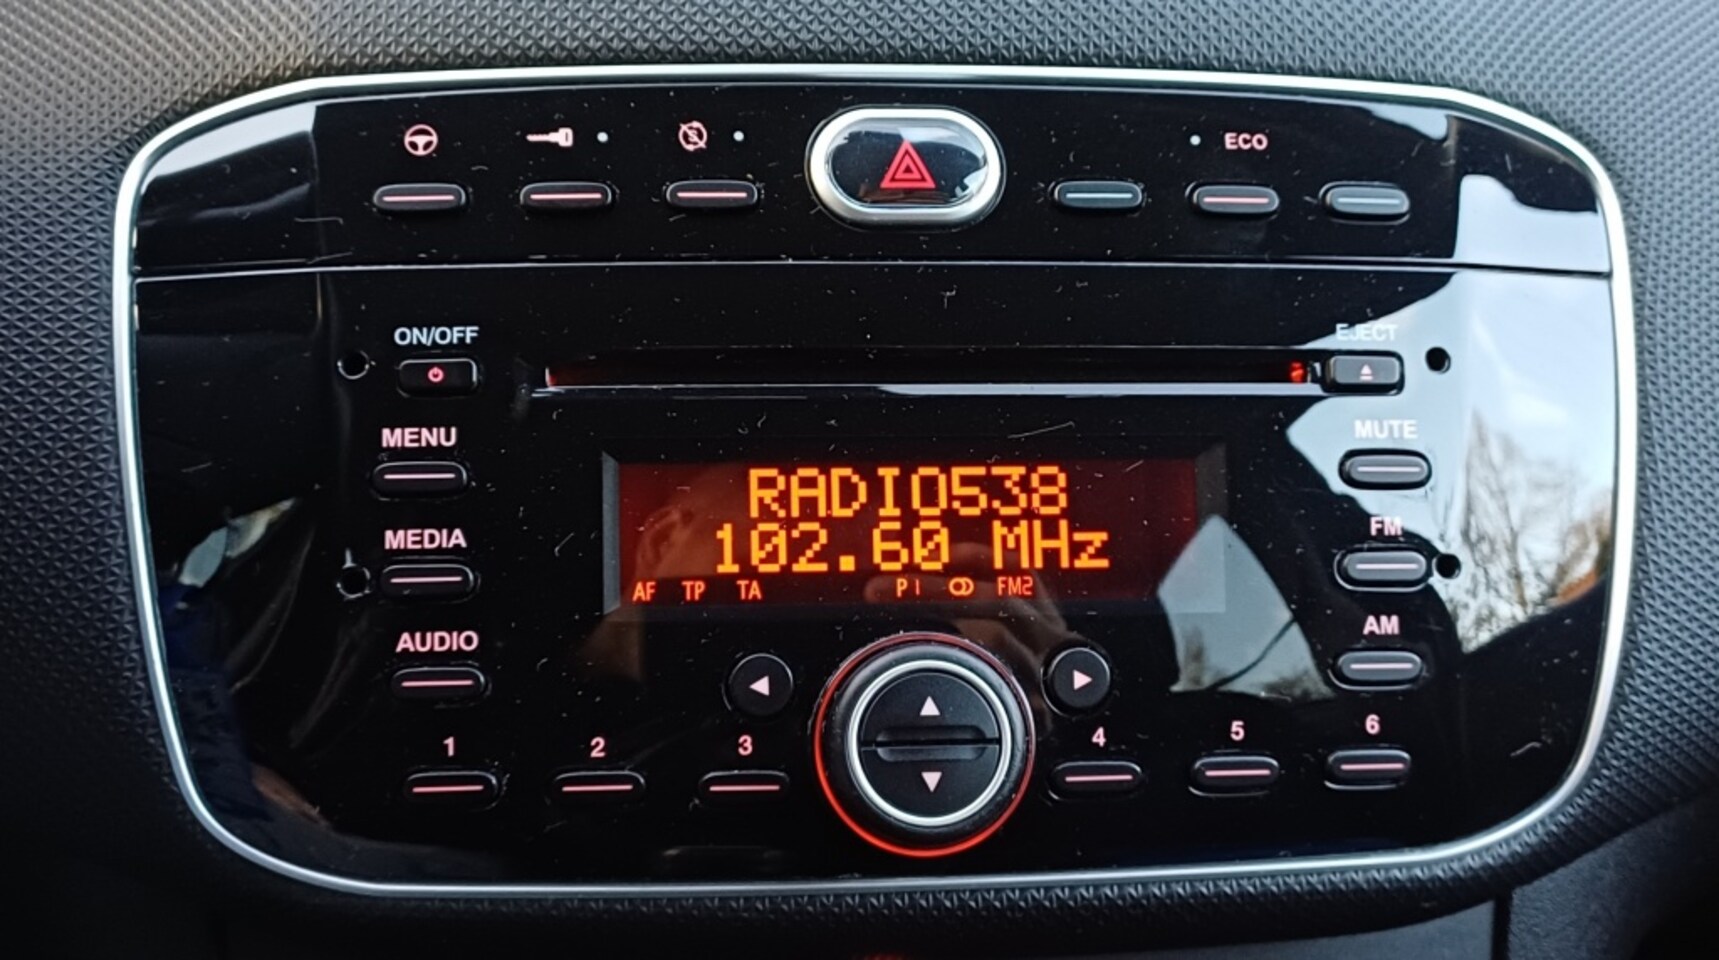 ECO
ON/OFF
EJECT
MENU
MUTE
RADIO538
102.60 MHz
AF TP TA P1 FM2
FM
MEDIA
AUDIO
AM
1 2 3 4 5 6